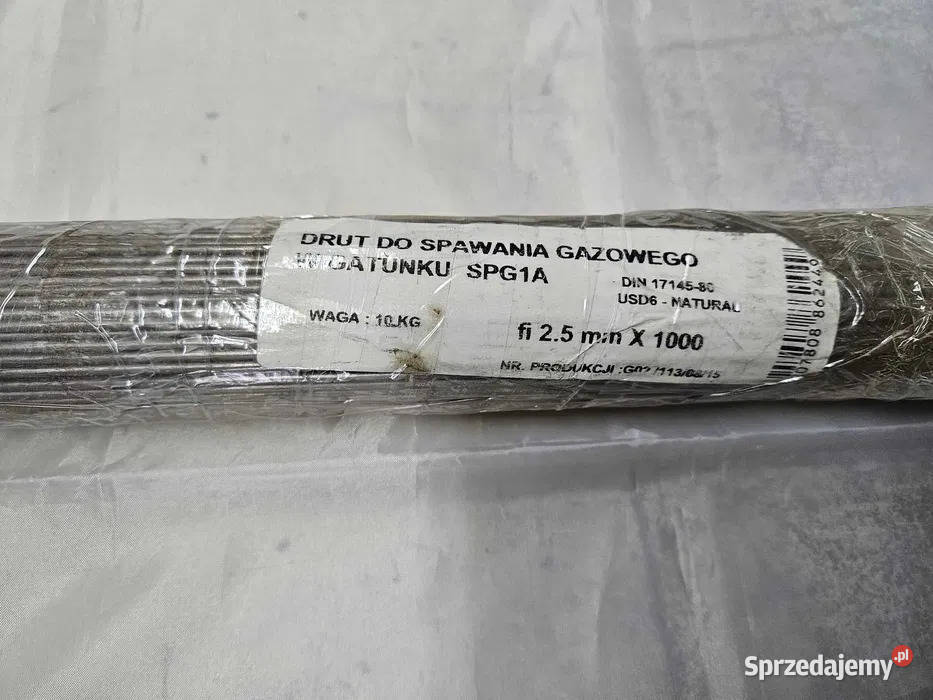 DRUT DO SPAWANIA GAZOWEGO
W GATUNKU SPG1A
DIN 17145-80
USD6 - NATURAL
WAGA : 10 KG
fi 2.5 mm X 1000
NR. PRODUKCJI
Sprzedajemy.pl